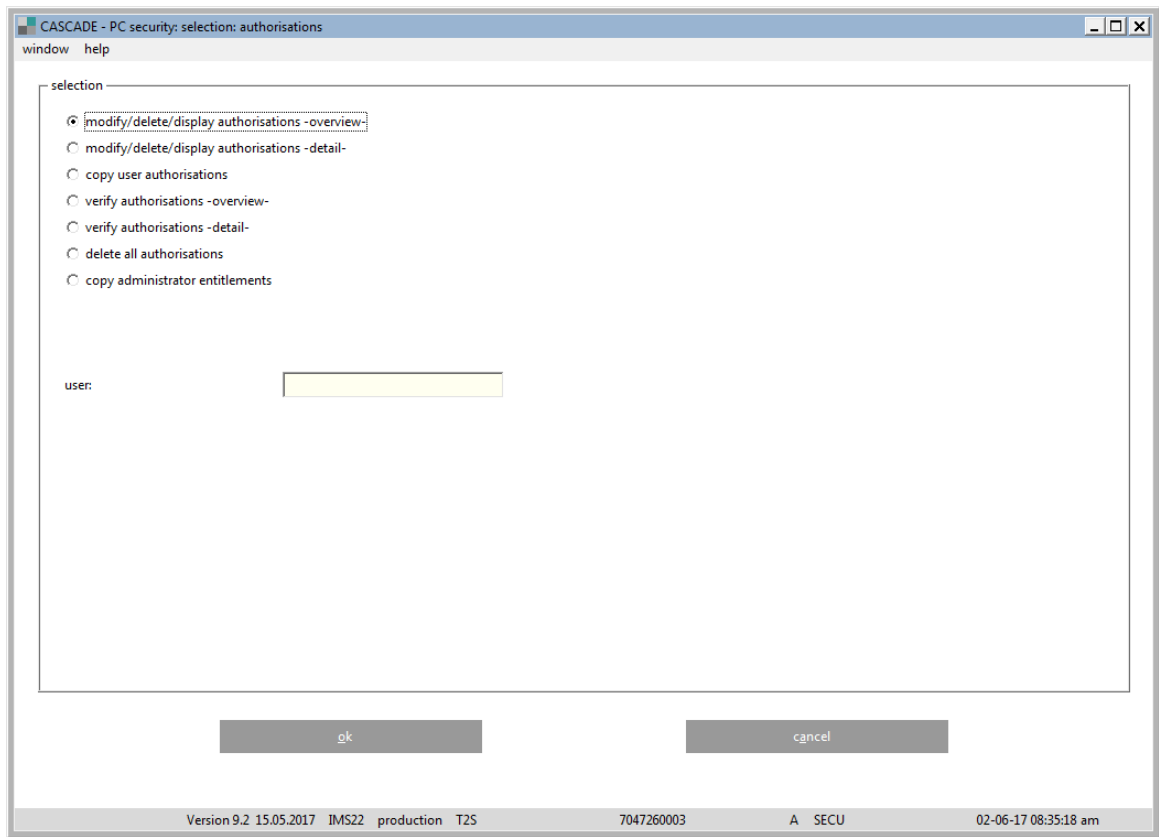 CASCADE - PC security: selection: authorisations
window help
selection
modify/delete/display authorisations -overview-
modify/delete/display authorisations -detail-
copy user authorisations
verify authorisations -overview-
verify authorisations -detail-
delete all authorisations
copy administrator entitlements
user:
ok cancel
Version 9.2 15.05.2017 IMS22 production T2S 7047260003 A SECU 02-06-17 08:35:18 am